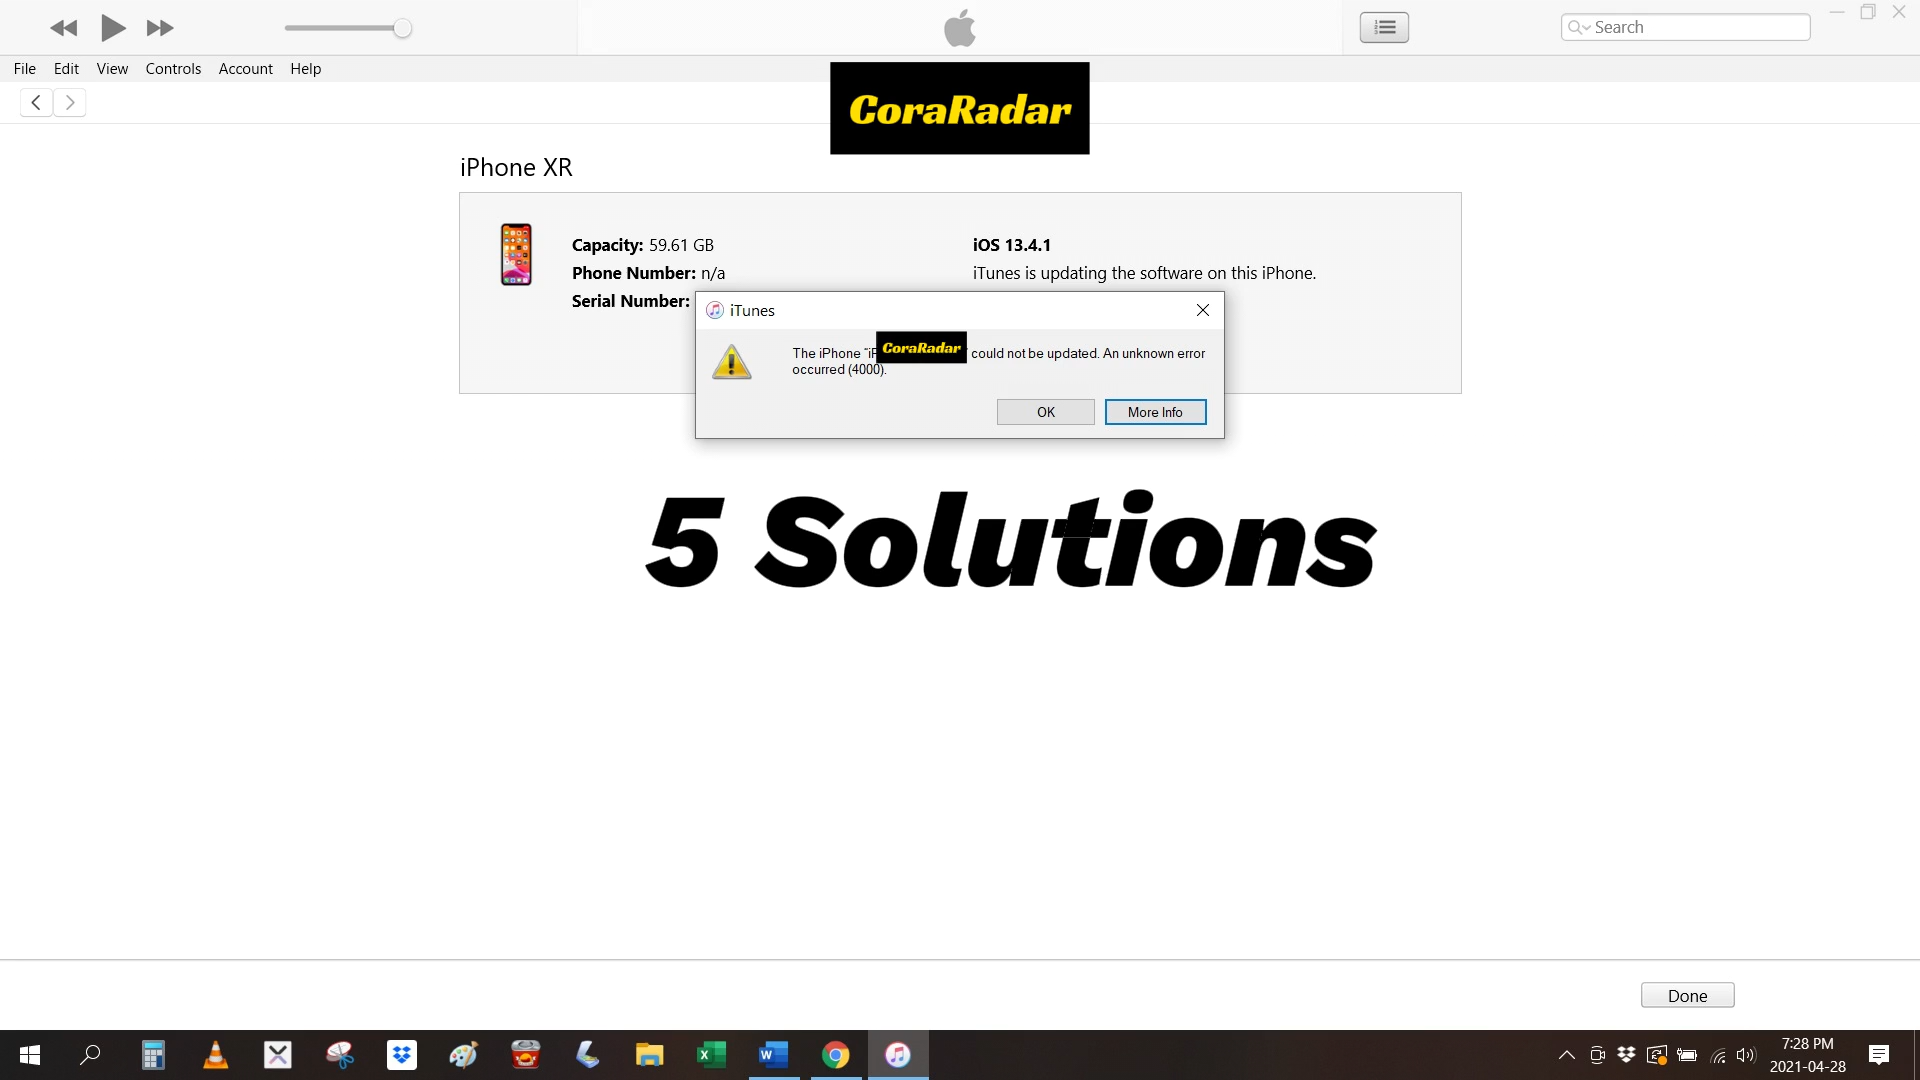 Search
File Edit View Controls Account Help
CoraRadar
iPhone XR
Capacity: 59.61 GB
iOS 13.4.1
Phone Number: n/a
iTunes is updating the software on this iPhone.
Serial Number:
iTunes
The iPhone "iP CoraRadar " could not be updated. An unknown error
occurred (4000).
OK More Info
5 Solutions
Done
7:28 PM
2021-04-28